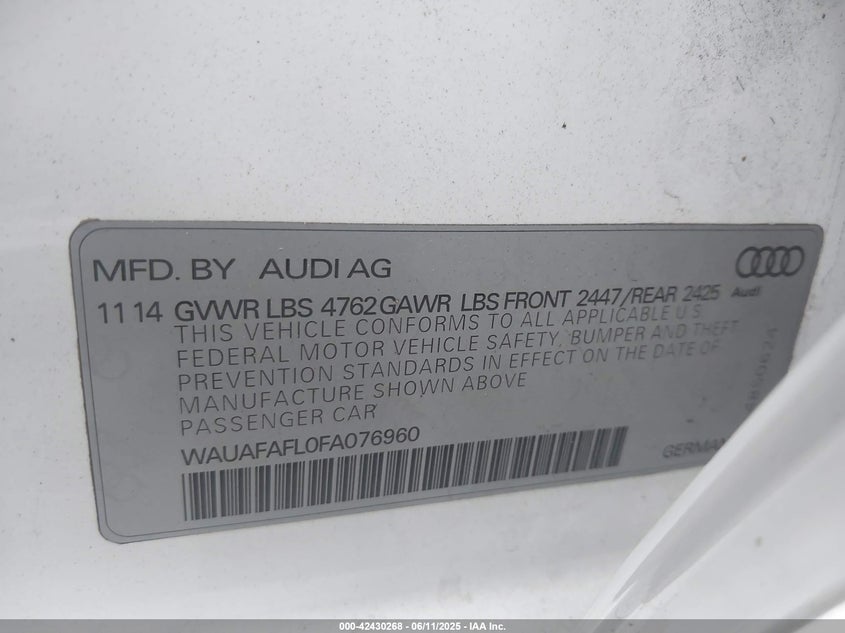 MFD. BY AUDI AG
11 14 GVWR LBS 4762 GAWR LBS FRONT 2447/REAR 2425
Audi
THIS VEHICLE CONFORMS TO ALL APPLICABLE U S
FEDERAL MOTOR VEHICLE SAFETY, BUMPER AND THEFT
PREVENTION STANDARDS IN EFFECT ON THE DATE OF
MANUFACTURE SHOWN ABOVE
PASSENGER CAR
WAUAFAFL0FA076960
GERMAN
000-42430268 - 06/11/2025 - IAA Inc.